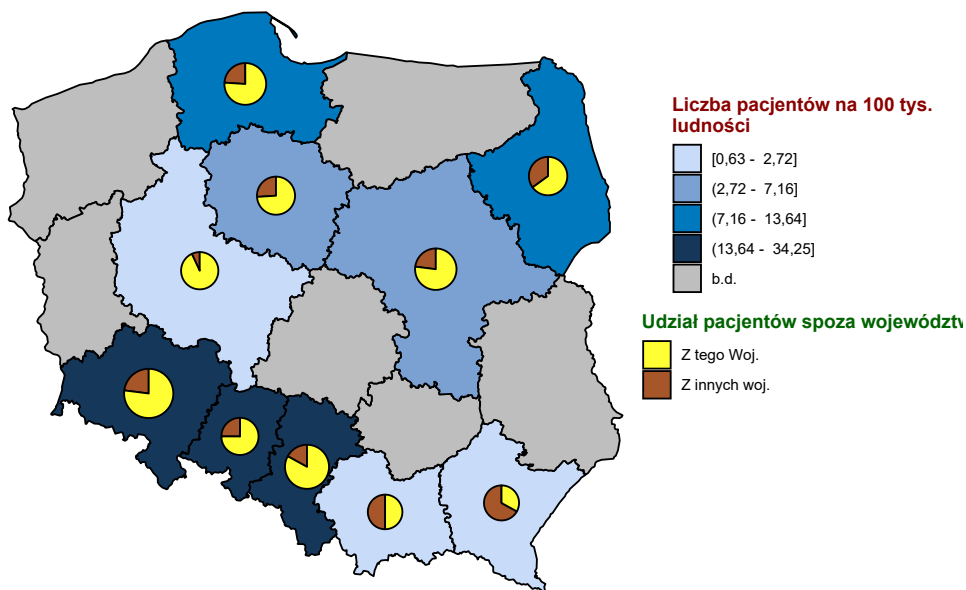 Liczba pacjentów na 100 tys.
ludności
[0,63 - 2,72]
(2,72 - 7,16]
(7,16 - 13,64]
(13,64 - 34,25]
b.d.
Udział pacjentów spoza województw
Z tego Woj.
Z innych woj.